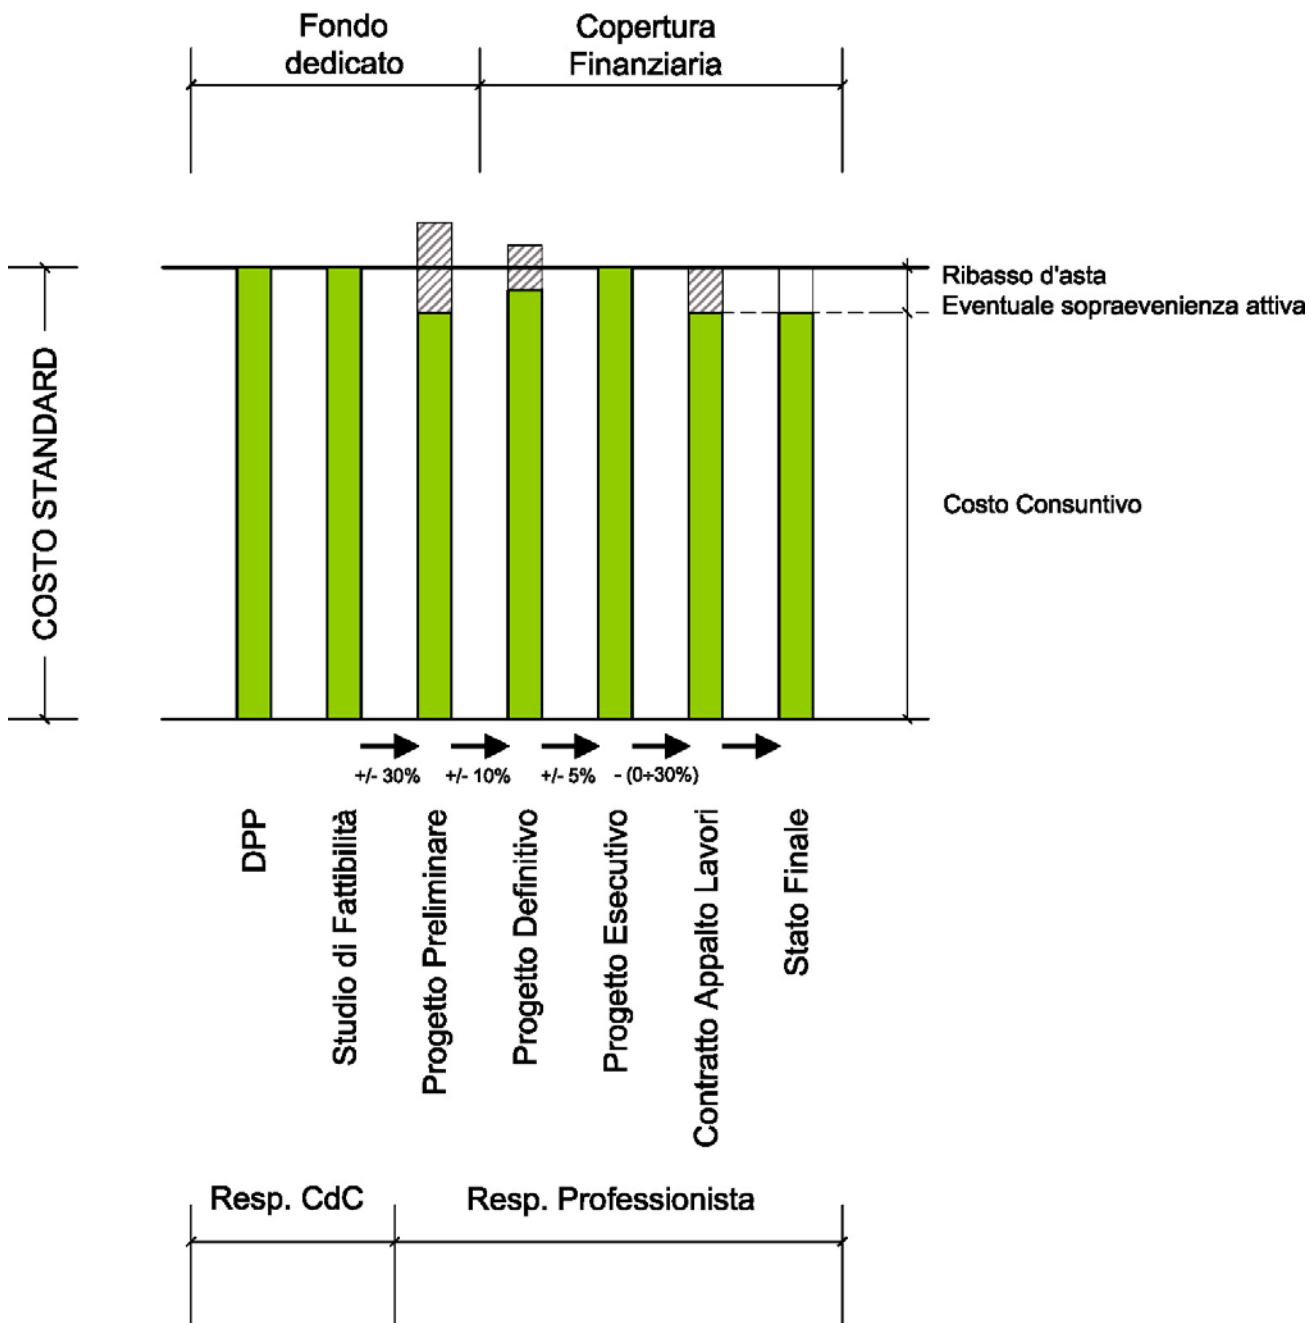 Fondo
dedicato
Copertura
Finanziaria
Ribasso d'asta
Eventuale sopraevenienza attiva
COSTO STANDARD
Costo Consuntivo
+/- 30%
+/- 10%
+/- 5%
- (0÷30%)
DPP
Studio di Fattibilità
Progetto Preliminare
Progetto Definitivo
Progetto Esecutivo
Contratto Appalto Lavori
Stato Finale
Resp. CdC
Resp. Professionista